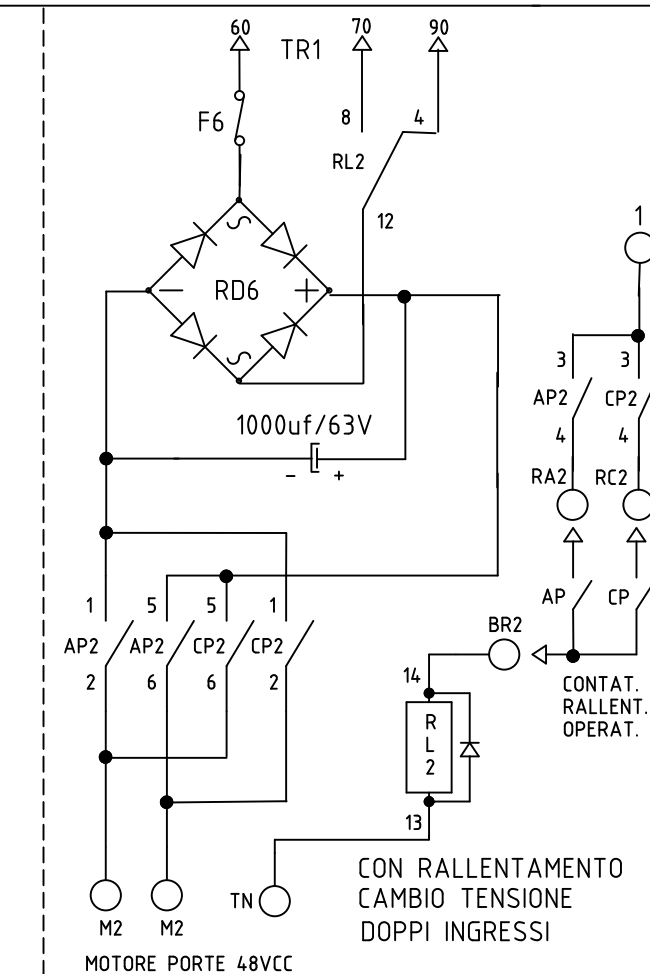 60
70
90
TR1
F6
8
4
RL2
12
1
RD6
3
3
AP2
CP2
4
4
1000uf/63V
- +
RA2
RC2
1
5
5
1
AP
CP
AP2
AP2
CP2
CP2
BR2
2
6
6
2
14
CONTAT.
RALLENT.
OPERAT.
R
L
2
13
CON RALLENTAMENTO
CAMBIO TENSIONE
DOPPI INGRESSI
TN
M2
M2
MOTORE PORTE 48VCC